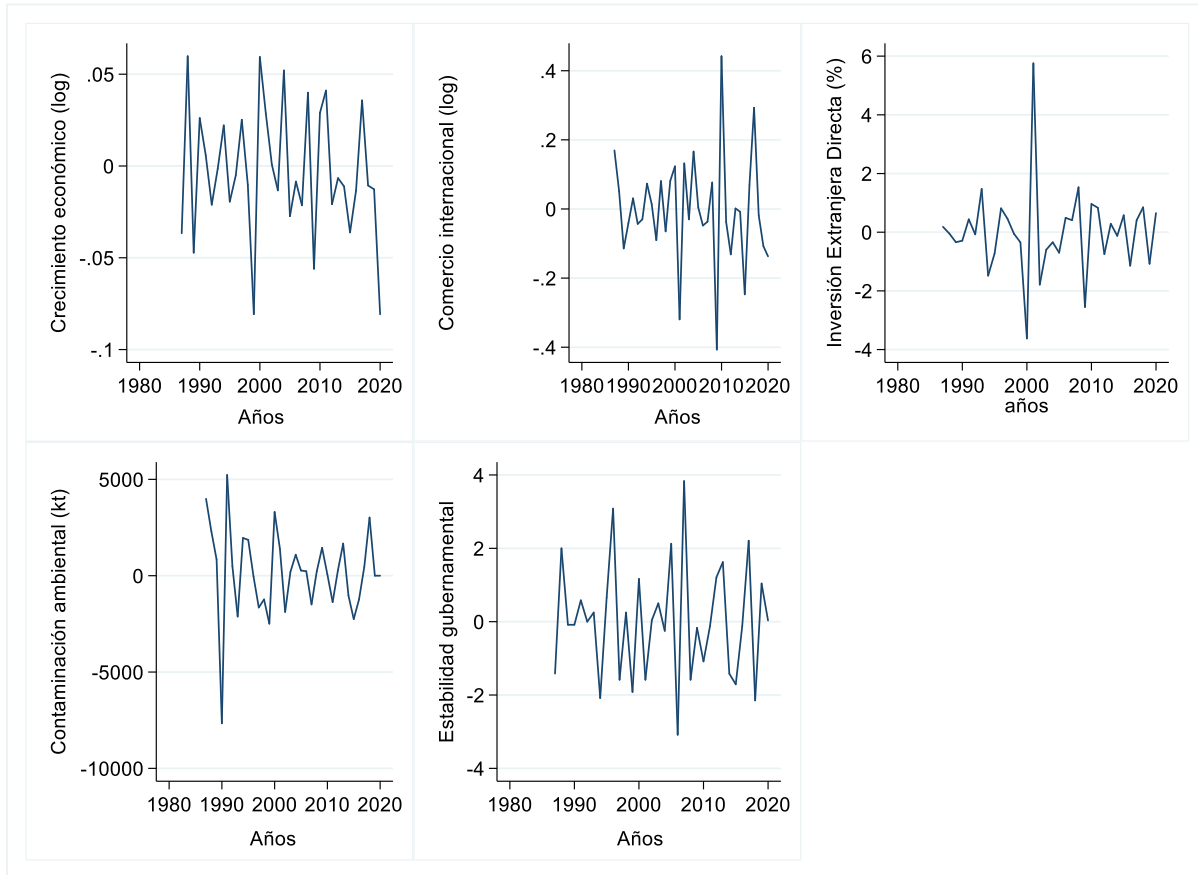 Crecimiento económico (log)
.05
0
-.05
-.1
1980 1990 2000 2010 2020
Años
Comercio internacional (log)
.4
.2
0
-.2
-.4
1980 1990 2000 2010 2020
Años
Inversión Extranjera Directa (%)
6
4
2
0
-2
-4
1980 1990 2000 2010 2020
años
Contaminación ambiental (kt)
5000
0
-5000
-10000
1980 1990 2000 2010 2020
Años
Estabilidad gubernamental
4
2
0
-2
-4
1980 1990 2000 2010 2020
Años